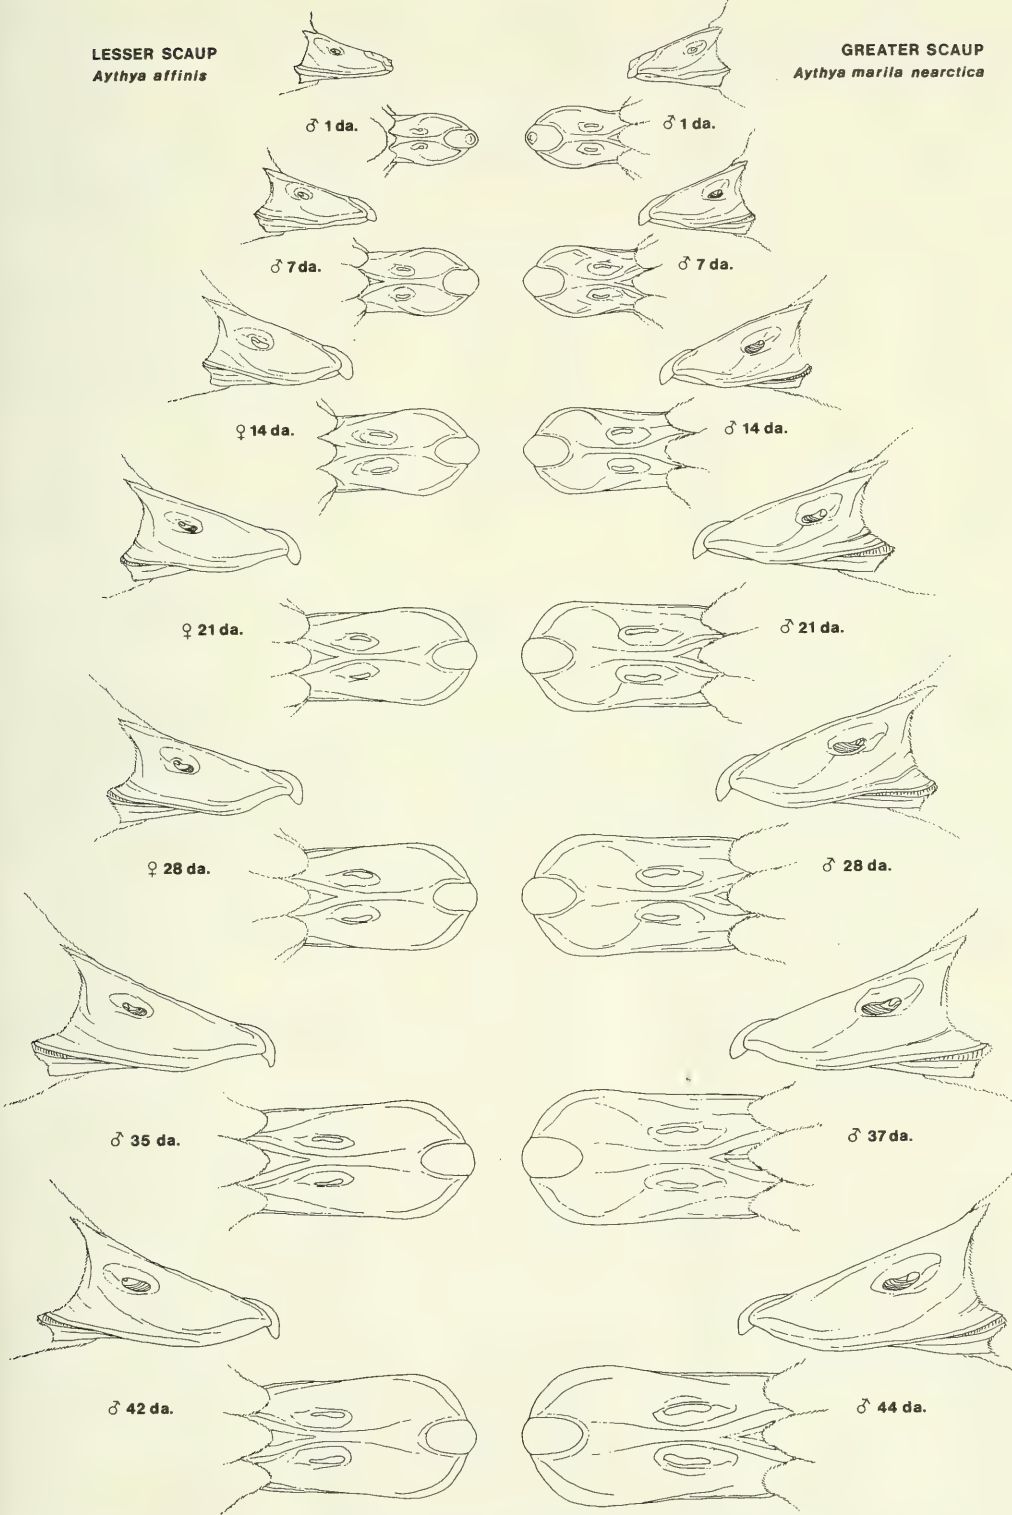 LESSER SCAUP
Aythya affinis
GREATER SCAUP
Aythya marila nearctica
♂ 1 da.
♂ 1 da.
♂ 7 da.
♂ 7 da.
♀ 14 da.
♂ 14 da.
♀ 21 da.
♂ 21 da.
♀ 28 da.
♂ 28 da.
♂ 35 da.
♂ 37 da.
♂ 42 da.
♂ 44 da.